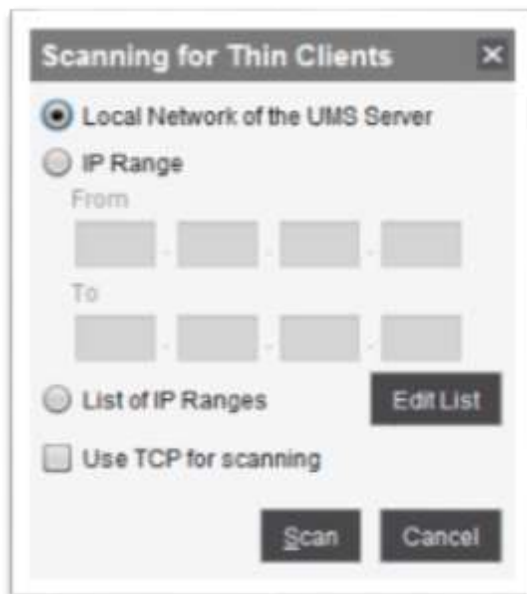 Scanning for Thin Clients
Local Network of the UMS Server
IP Range
From
To
List of IP Ranges
Edit List
Use TCP for scanning
Scan
Cancel